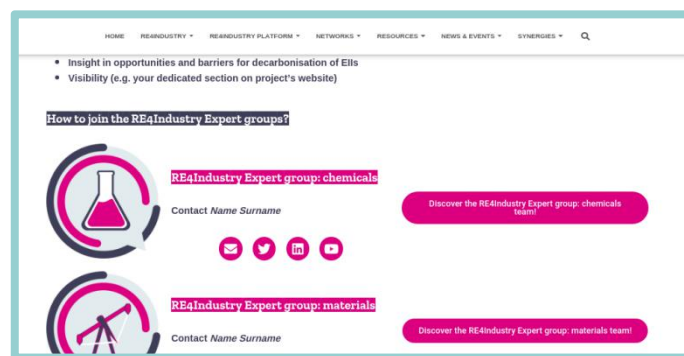 HOME RE4INDUSTRY RE4INDUSTRY PLATFORM NETWORKS RESOURCES NEWS & EVENTS SYNERGIES
Insight in opportunities and barriers for decarbonisation of EIIs
Visibility (e.g. your dedicated section on project's website)
How to join the RE4Industry Expert groups?
RE4Industry Expert group: chemicals
Contact Name Surname
Discover the RE4Industry Expert group: chemicals
team!
RE4Industry Expert group: materials
Contact Name Surname
Discover the RE4Industry Expert group: materials team!